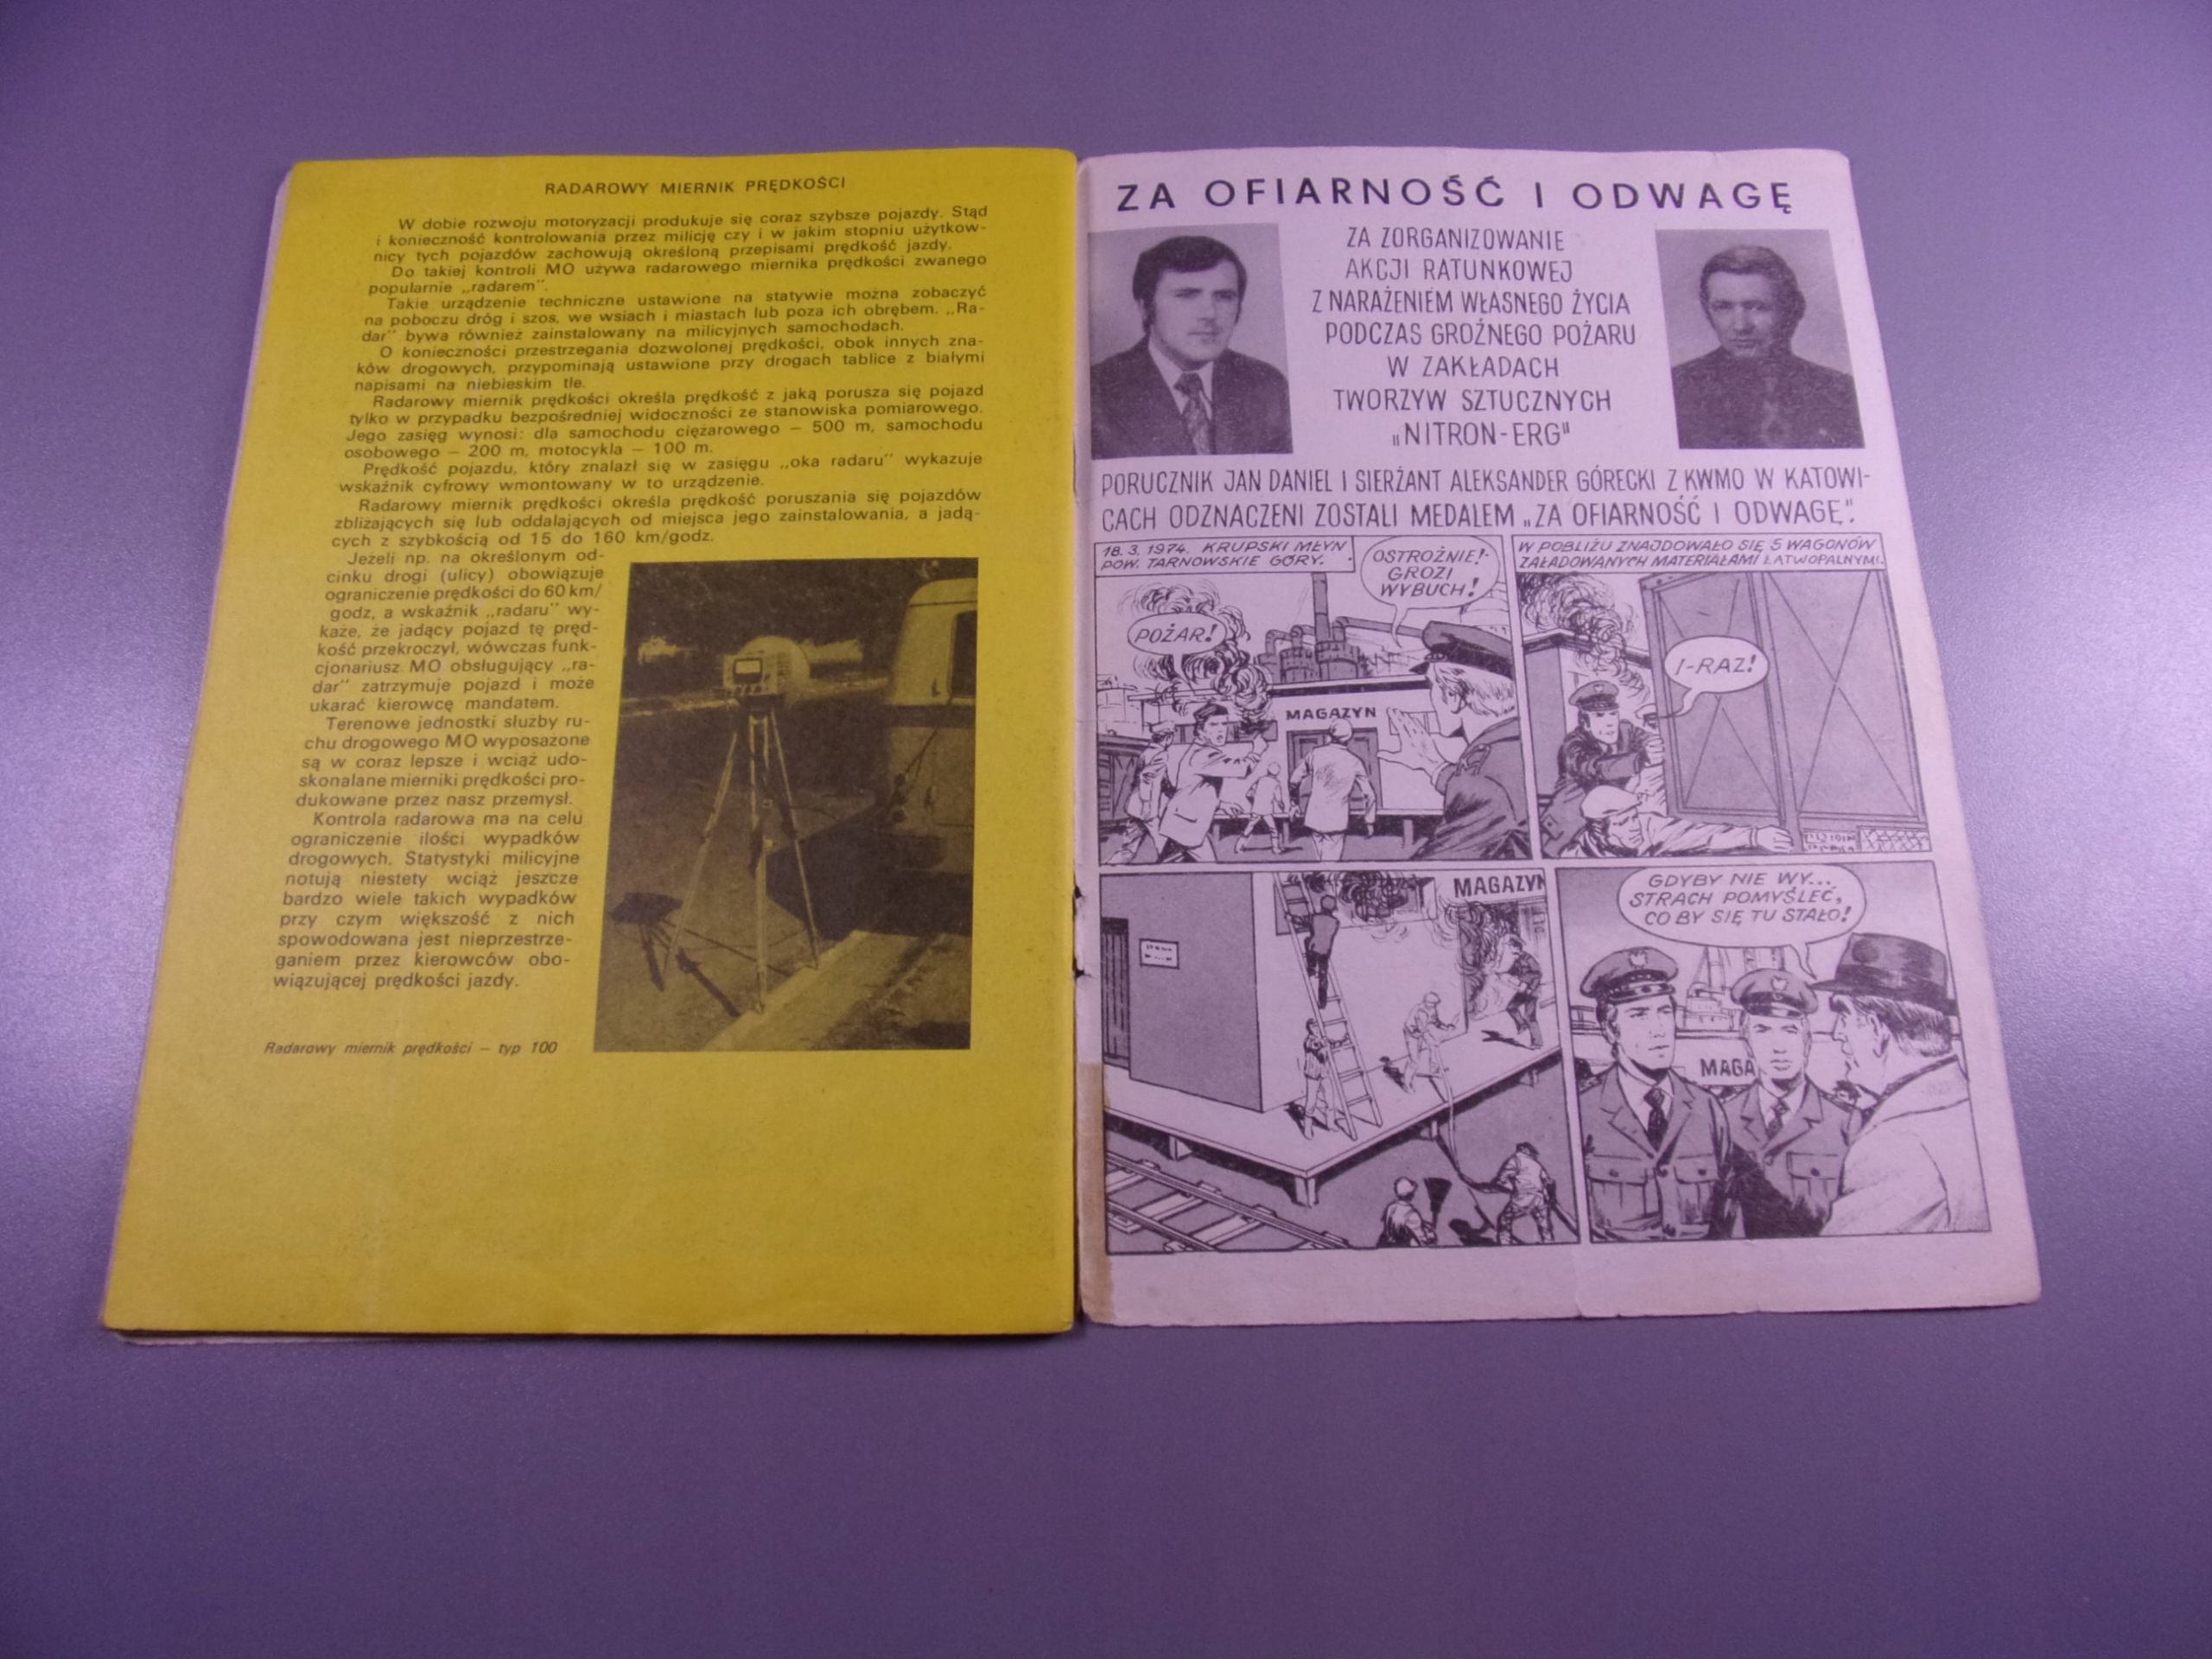 RADAROWY MIERNIK PRĘDKOŚCI
W dobie rozwoju motoryzacji produkuje się coraz szybsze pojazdy. Stąd
i konieczność kontrolowania przez milicję czy i w jakim stopniu użytkow-
nicy tych pojazdów zachowują określoną przepisami prędkość jazdy.
Do takiej kontroli MO używa radarowego miernika prędkości zwanego
popularnie „radarem”.
Takie urządzenie techniczne ustawione na statywie można zobaczyć
na poboczu dróg i szos, we wsiach i miastach lub poza ich obrębem. „Ra-
dar” bywa również zainstalowany na milicyjnych samochodach.
O konieczności przestrzegania dozwolonej prędkości, obok innych zna-
ków drogowych, przypominają ustawione przy drogach tablice z białymi
napisami na niebieskim tle.
Radarowy miernik prędkości określa prędkość z jaką porusza się pojazd
tylko w przypadku bezpośredniej widoczności ze stanowiska pomiarowego.
Jego zasięg wynosi: dla samochodu ciężarowego — 500 m, samochodu
osobowego — 200 m, motocykla — 100 m.
Prędkość pojazdu, który znalazł się w zasięgu „oka radaru” wykazuje
wskaźnik cyfrowy wmontowany w to urządzenie.
Radarowy miernik prędkości określa prędkość poruszania się pojazdów
zbliżających się lub oddalających od miejsca jego zainstalowania, a jadą-
cych z szybkością od 15 do 160 km/godz.
Jeżeli np. na określonym od-
cinku drogi (ulicy) obowiązuje
ograniczenie prędkości do 60 km/
godz, a wskaźnik „radaru” wy-
każe, że jadący pojazd tę pręd-
kość przekroczył, wówczas funk-
cjonariusz MO obsługujący „ra-
dar” zatrzymuje pojazd i może
ukarać kierowcę mandatem.
Terenowe jednostki służby ru-
chu drogowego MO wyposażone
są w coraz lepsze i wciąż udo-
skonalane mierniki prędkości pro-
dukowane przez nasz przemysł.
Kontrola radarowa ma na celu
ograniczenie ilości wypadków
drogowych. Statystyki milicyjne
notują niestety wciąż jeszcze
bardzo wiele takich wypadków
przy czym większość z nich
spowodowana jest nieprzestrze-
ganiem przez kierowców obo-
wiązującej prędkości jazdy.
Radarowy miernik prędkości — typ 100
ZA OFIARNOŚĆ I ODWAGĘ
ZA ZORGANIZOWANIE
AKCJI RATUNKOWEJ
Z NARAŻENIEM WŁASNEGO ŻYCIA
PODCZAS GROŹNEGO POŻARU
W ZAKŁADACH
TWORZYW SZTUCZNYCH
„NITRON-ERG”
PORUCZNIK JAN DANIEL I SIERŻANT ALEKSANDER GÓRECKI Z KWMO W KATOWI-
CACH ODZNACZENI ZOSTALI MEDALEM „ZA OFIARNOŚĆ I ODWAGĘ”.
18. 3. 1974. KRUPSKI MŁYN
POW. TARNOWSKIE GÓRY.
OSTROŻNIE!
GROZI
WYBUCH!
POŻAR!
MAGAZYN
W POBLIŻU ZNAJDOWAŁO SIĘ 5 WAGONÓW
ZAŁADOWANYCH MATERIAŁAMI ŁATWOPALNYMI.
I-RAZ!
MAGAZYN
GDYBY NIE WY...
STRACH POMYŚLEĆ,
CO BY SIĘ TU STAŁO!
MAGA